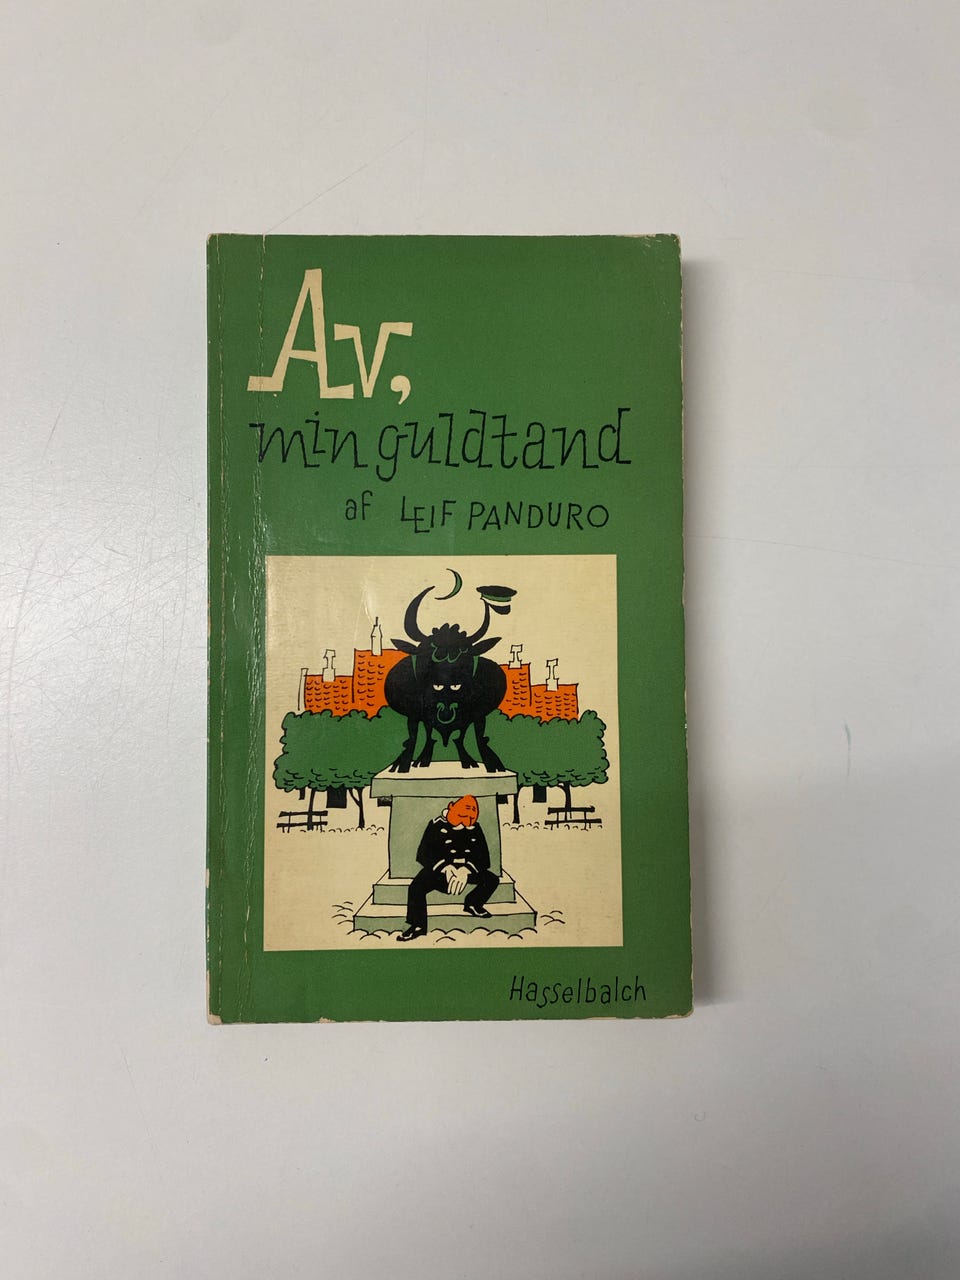 Av,
min guldtand
af LEIF PANDURO
Hasselbalch